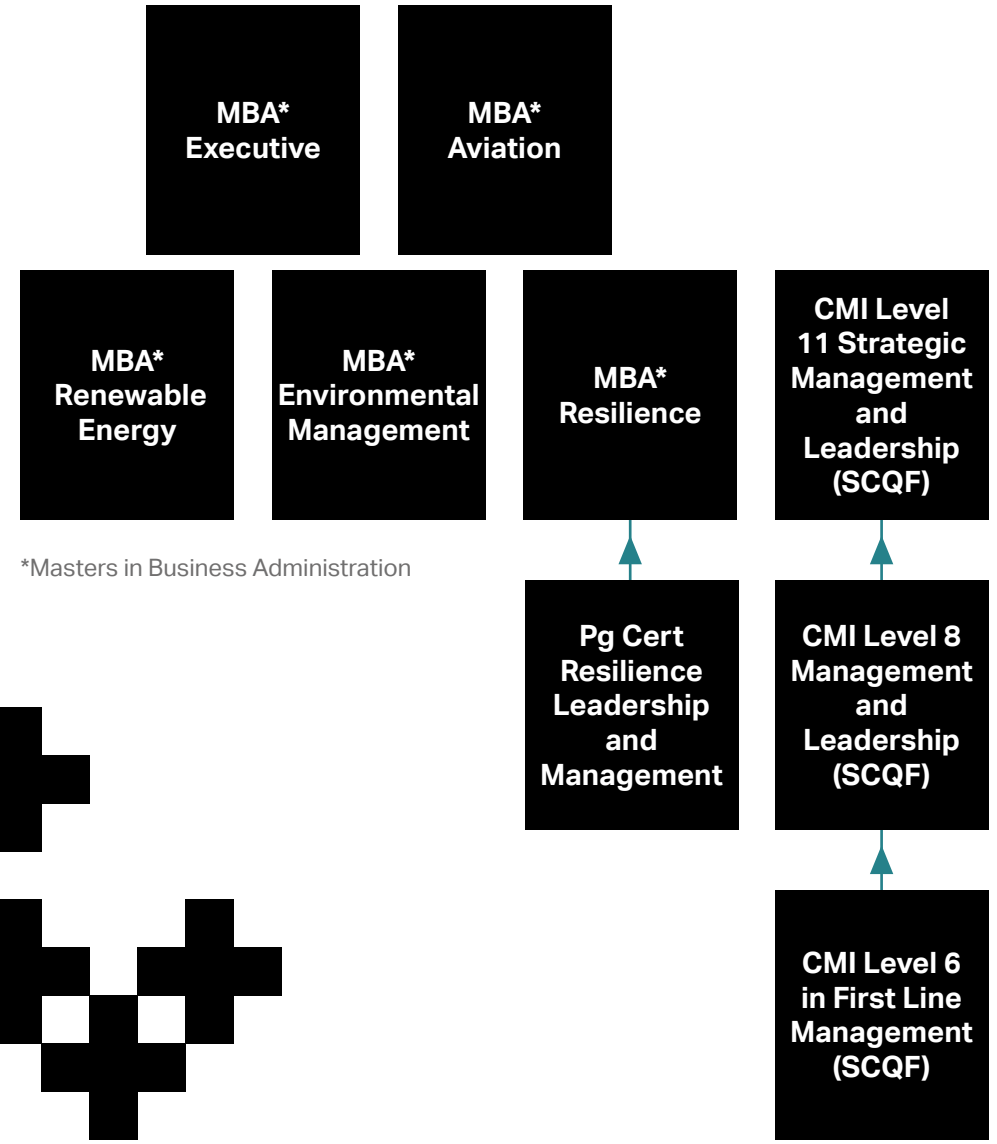 MBA*
Executive
MBA*
Aviation
MBA*
Renewable
Energy
MBA*
Environmental
Management
MBA*
Resilience
CMI Level
11 Strategic
Management
and
Leadership
(SCQF)
*Masters in Business Administration
Pg Cert
Resilience
Leadership
and
Management
CMI Level 8
Management
and
Leadership
(SCQF)
CMI Level 6
in First Line
Management
(SCQF)